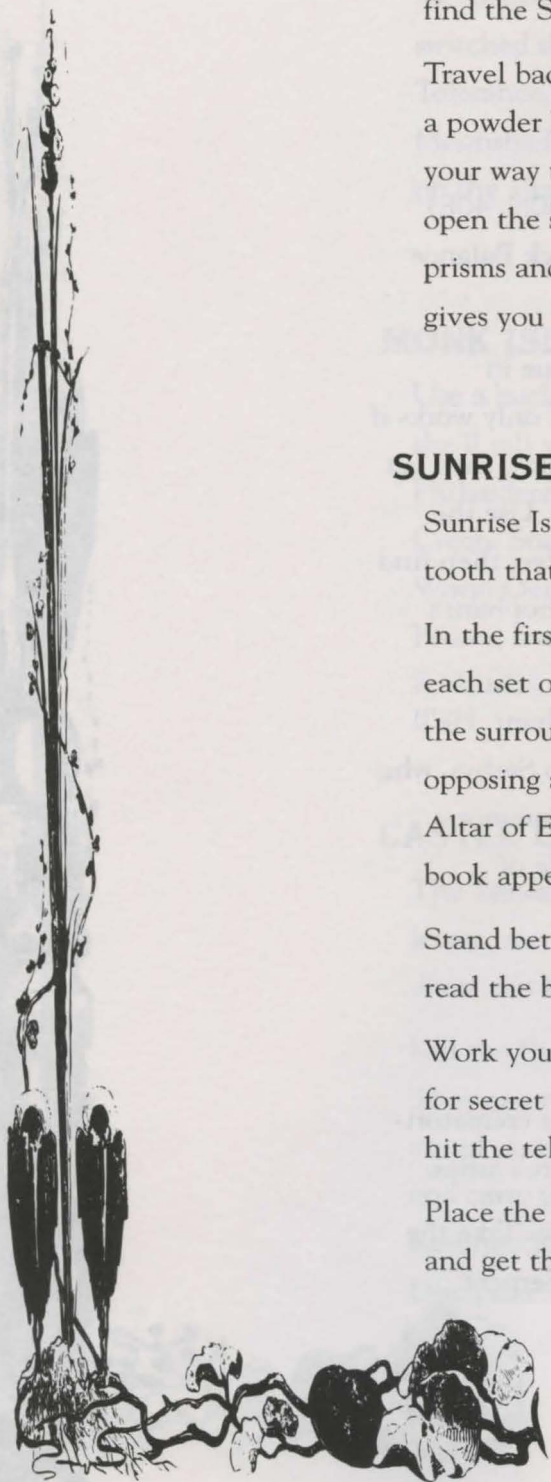 find the S
Travel bac
a powder
your way
open the s
prisms and
gives you
SUNRISE
Sunrise Is
tooth that
In the firs
each set o
the surrou
opposing a
Altar of E
book appe
Stand bet
read the b
Work you
for secret
hit the tel
Place the
and get th